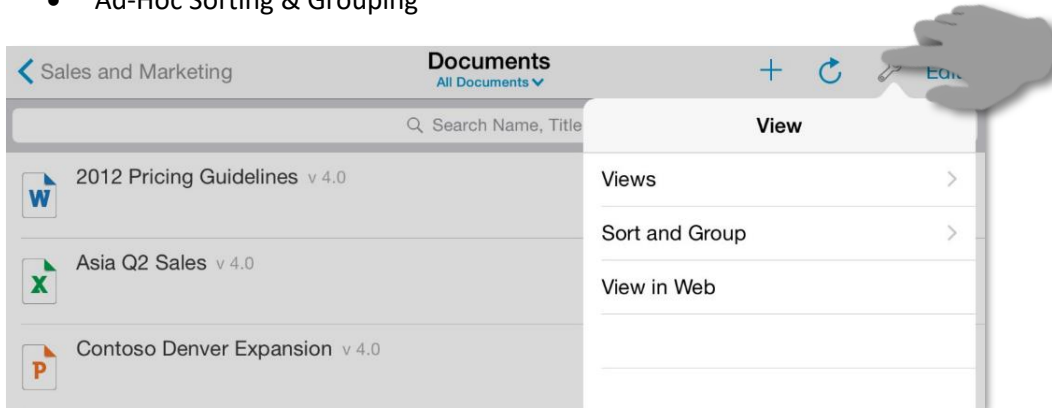 • Ad-Hoc Sorting & Grouping
Sales and Marketing
Documents
All Documents
Search Name, Title
View
2012 Pricing Guidelines v 4.0
Views
Sort and Group
Asia Q2 Sales v 4.0
View in Web
Contoso Denver Expansion v 4.0
W
X
P